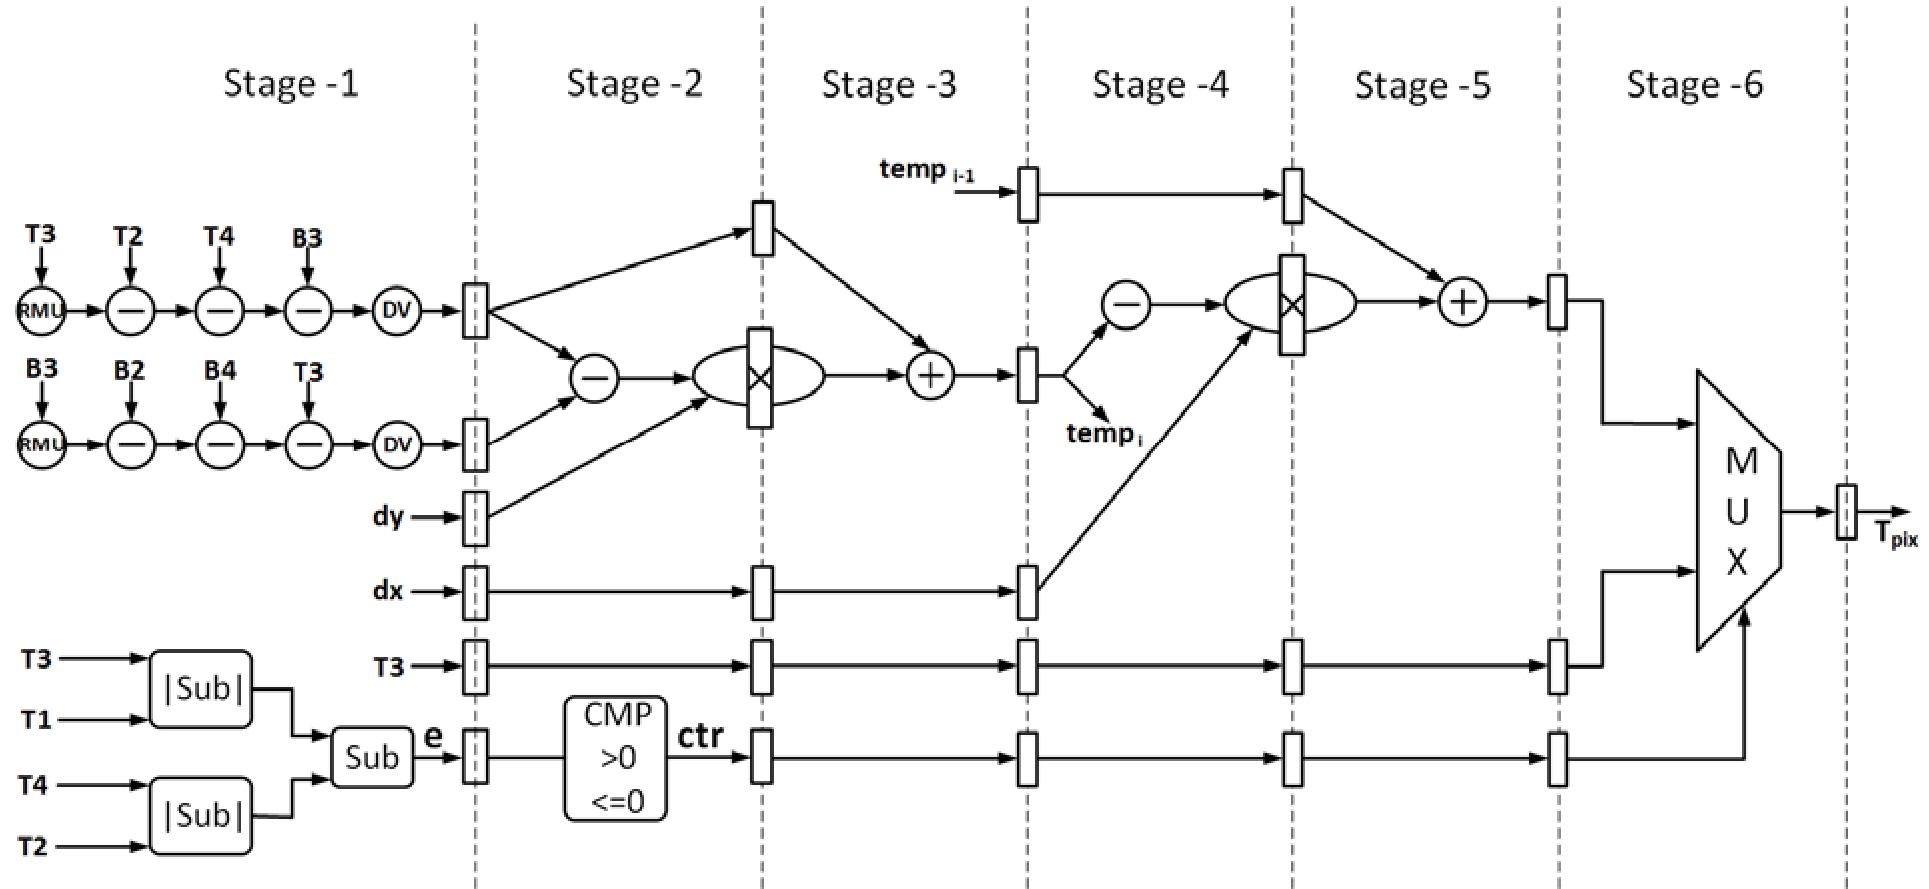 Stage -1
Stage -2
Stage -3
Stage -4
Stage -5
Stage -6
temp i-1
T3
T2
T4
B3
RMU
−
−
−
DV
B3
B2
B4
T3
RMU
−
−
−
DV
−
×
+
−
×
+
temp i
dy
dx
T3
T3
T1
|Sub|
T4
T2
|Sub|
Sub
e
CMP
>0
<=0
ctr
M
U
X
Tpix